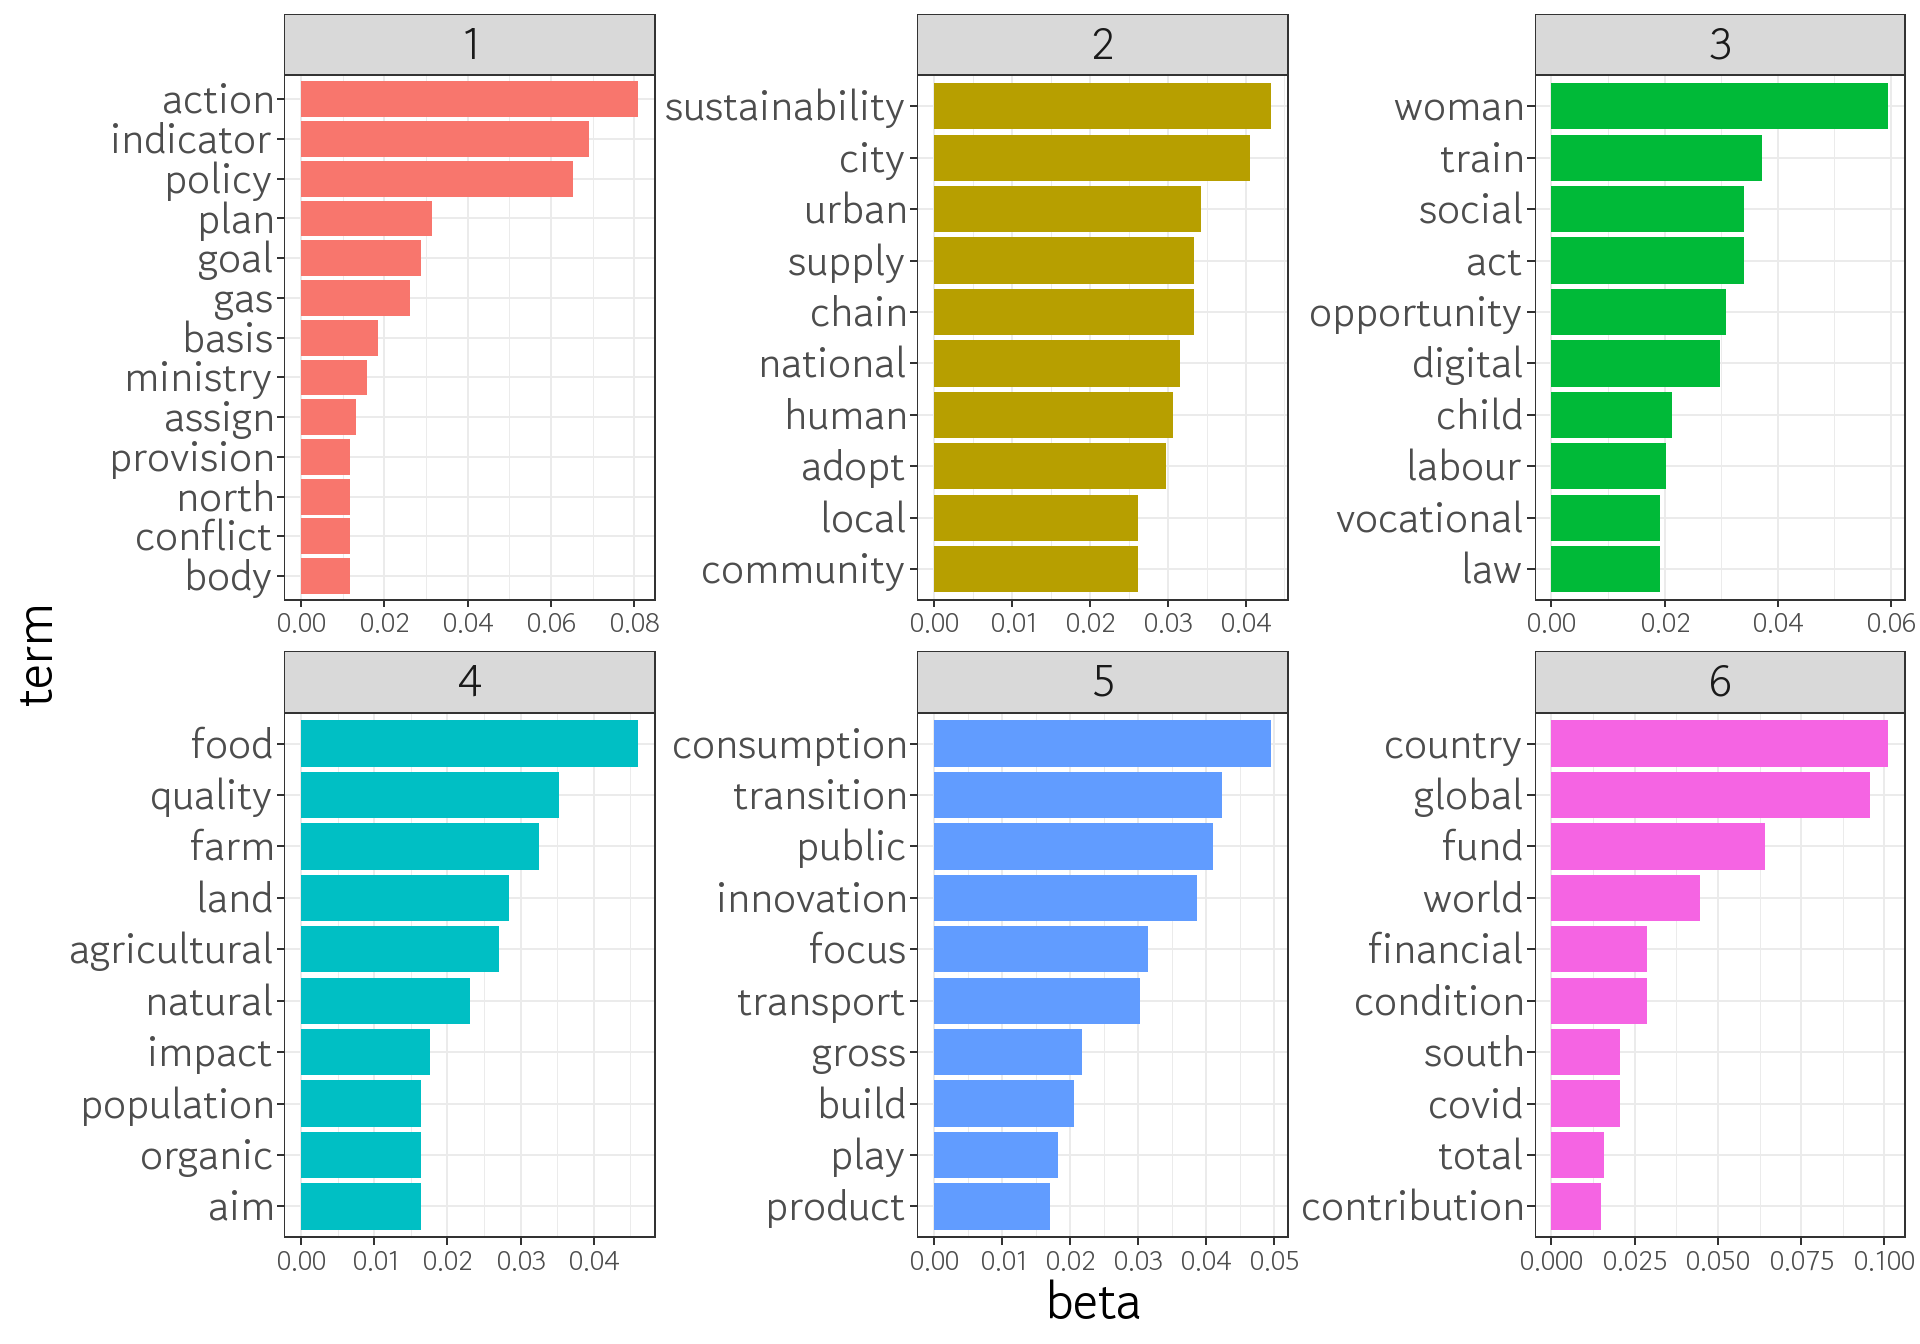 1
action
indicator
policy
plan
goal
gas
basis
ministry
assign
provision
north
conflict
body
0.00 0.02 0.04 0.06 0.08
2
sustainability
city
urban
supply
chain
national
human
adopt
local
community
0.00 0.01 0.02 0.03 0.04
3
woman
train
social
act
opportunity
digital
child
labour
vocational
law
0.00 0.02 0.04 0.06
term
4
food
quality
farm
land
agricultural
natural
impact
population
organic
aim
0.00 0.01 0.02 0.03 0.04
5
consumption
transition
public
innovation
focus
transport
gross
build
play
product
0.00 0.01 0.02 0.03 0.04 0.05
6
country
global
fund
world
financial
condition
south
covid
total
contribution
0.000 0.025 0.050 0.075 0.100
beta